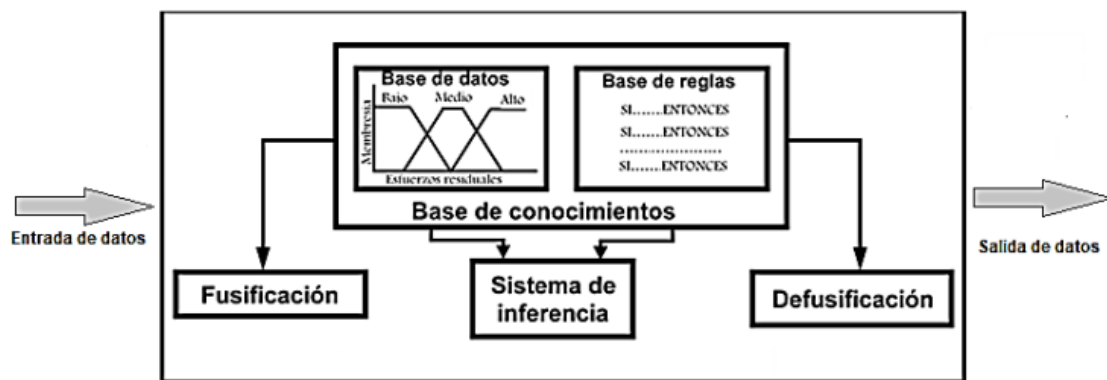 Base de datos
Bajo Medio Alto
Membresia
Esfuerzos residuales
Base de reglas
SI.......ENTONCES
SI.......ENTONCES
......................
SI.......ENTONCES
Base de conocimientos
Entrada de datos
Salida de datos
Fusificación
Sistema de
inferencia
Defusificación